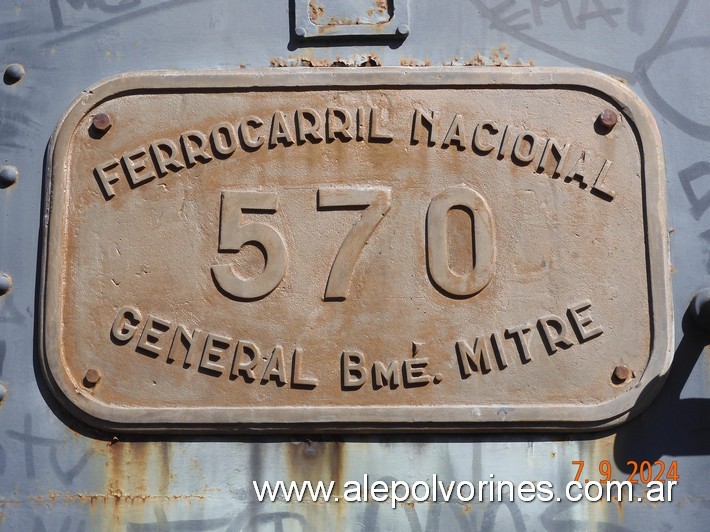 FERROCARRIL NACIONAL
570
GENERAL Bmé. MITRE
7 9 2024
www.alepolvorines.com.ar